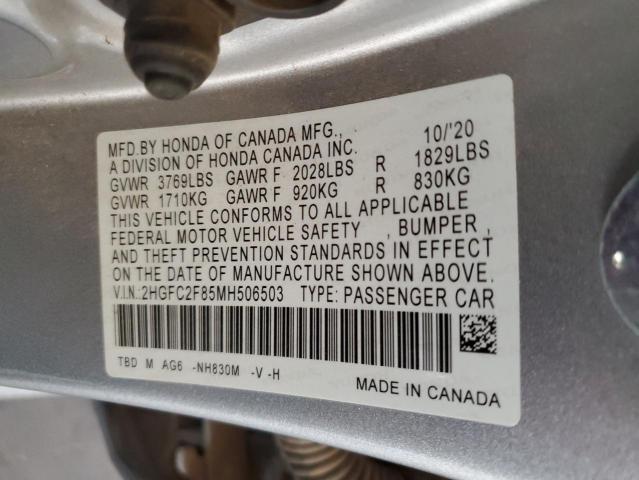 MFD.BY HONDA OF CANADA MFG., 10/'20
A DIVISION OF HONDA CANADA INC.
GVWR 3769LBS GAWR F 2028LBS R 1829LBS
GVWR 1710KG GAWR F 920KG R 830KG
THIS VEHICLE CONFORMS TO ALL APPLICABLE
FEDERAL MOTOR VEHICLE SAFETY , BUMPER ,
AND THEFT PREVENTION STANDARDS IN EFFECT
ON THE DATE OF MANUFACTURE SHOWN ABOVE.
V.I.N.:2HGFC2F85MH506503 TYPE: PASSENGER CAR
TBD M AG6 -NH830M -V -H
MADE IN CANADA